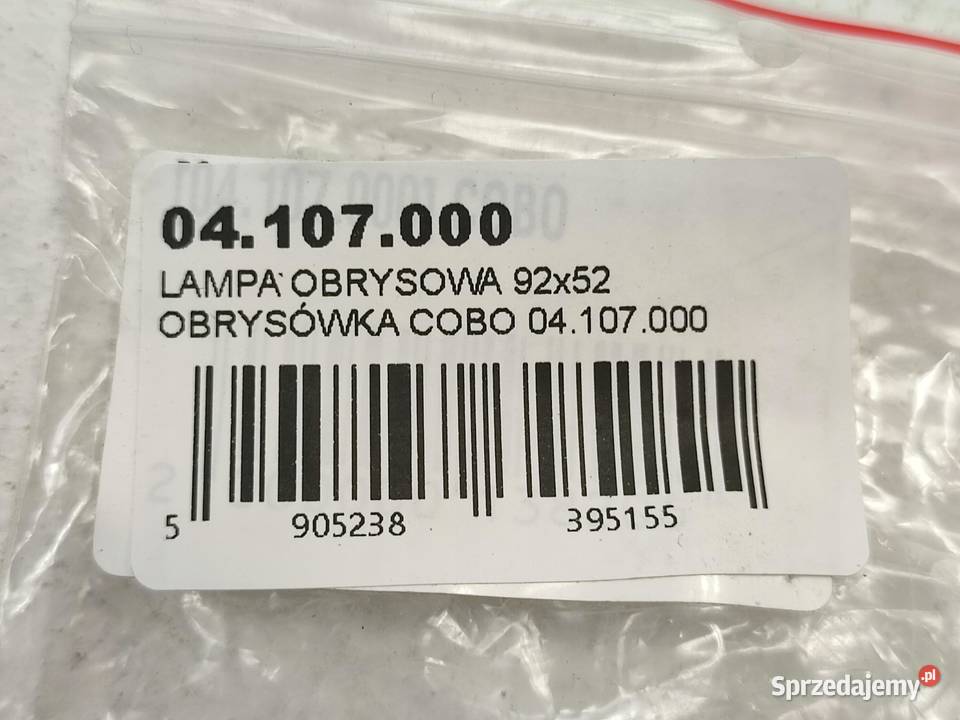 04.107.000
LAMPA OBRYSOWA 92x52
OBRYSÓWKA COBO 04.107.000
5 905238 395155
Sprzedajemy.pl